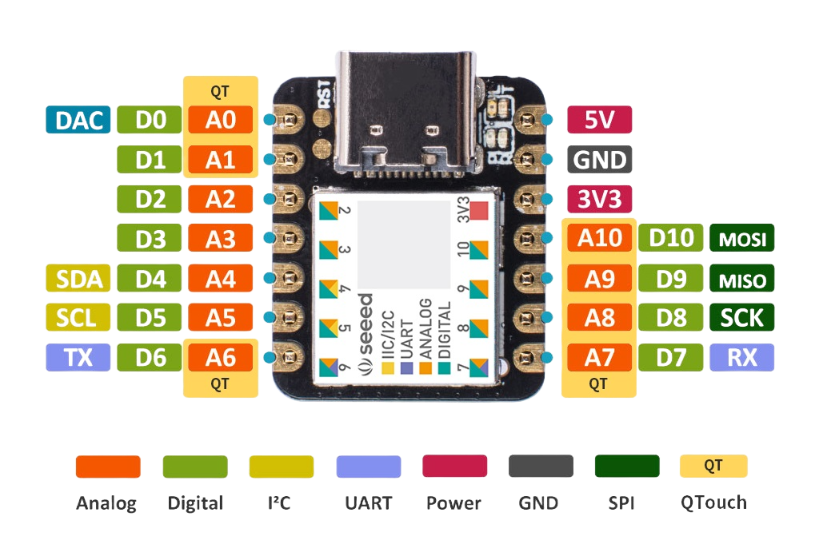 QT
DAC D0 A0 RST 5V
D1 A1 GND
D2 A2 2 3V3 3V3
D3 A3 3 10 A10 D10 MOSI
SDA D4 A4 4 9 A9 D9 MISO
SCL D5 A5 5 8 A8 D8 SCK
TX D6 A6 6 7 A7 D7 RX
QT QT
seeed
IIC/I2C
UART
ANALOG
DIGITAL
QT
Analog Digital I²C UART Power GND SPI QTouch